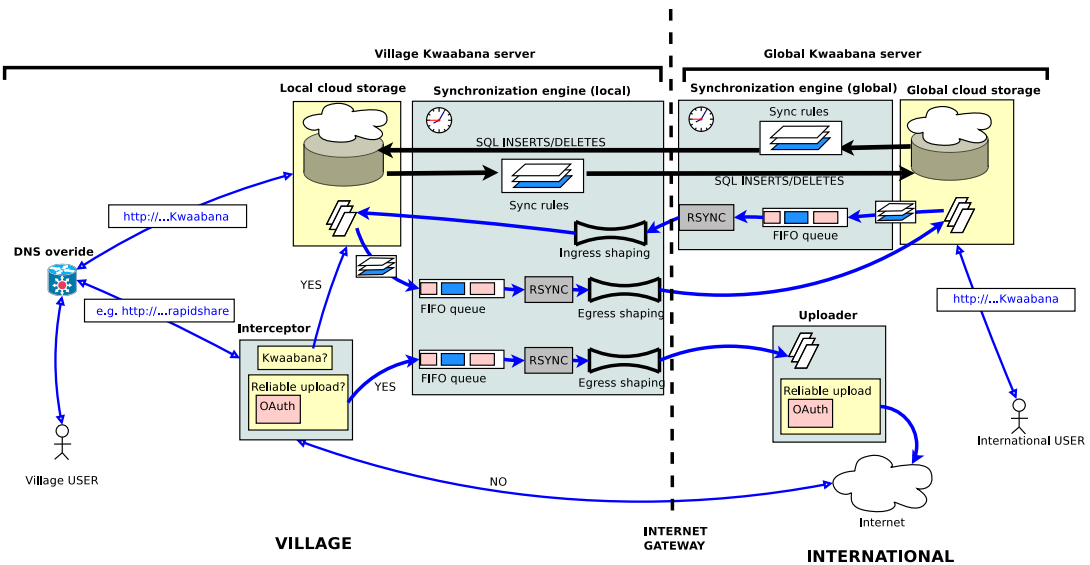 Village Kwaabana server
Global Kwaabana server
Local cloud storage
Synchronization engine (local)
Synchronization engine (global)
Global cloud storage
Sync rules
SQL INSERTS/DELETES
SQL INSERTS/DELETES
Sync rules
http://...Kwaabana
RSYNC
FIFO queue
Ingress shaping
DNS overide
YES
RSYNC
FIFO queue
Egress shaping
e.g. http://...rapidshare
http://...Kwaabana
Interceptor
Uploader
Kwaabana?
RSYNC
FIFO queue
Egress shaping
YES
Reliable upload?
OAuth
Reliable upload
OAuth
International USER
Village USER
NO
Internet
INTERNET
GATEWAY
VILLAGE
INTERNATIONAL